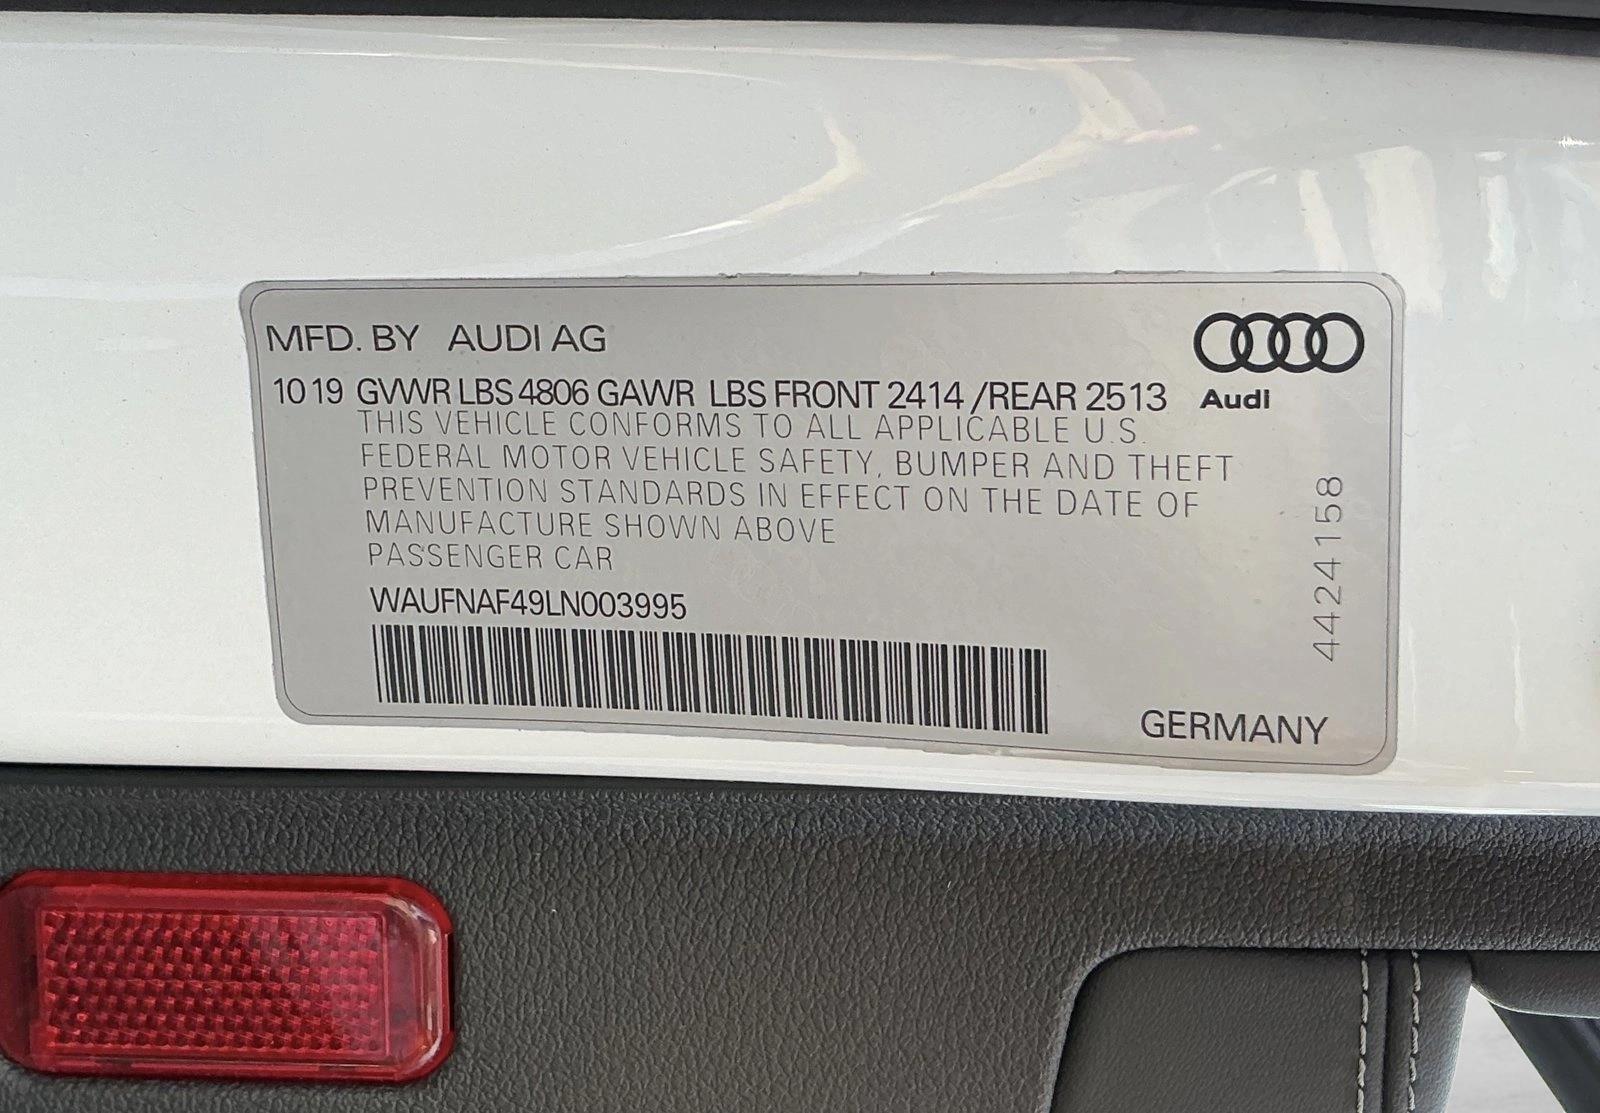 MFD. BY AUDI AG
10 19 GVWR LBS 4806 GAWR LBS FRONT 2414 /REAR 2513
Audi
THIS VEHICLE CONFORMS TO ALL APPLICABLE U.S.
FEDERAL MOTOR VEHICLE SAFETY, BUMPER AND THEFT
PREVENTION STANDARDS IN EFFECT ON THE DATE OF
MANUFACTURE SHOWN ABOVE
PASSENGER CAR
WAUFNAF49LN003995
4424158
GERMANY